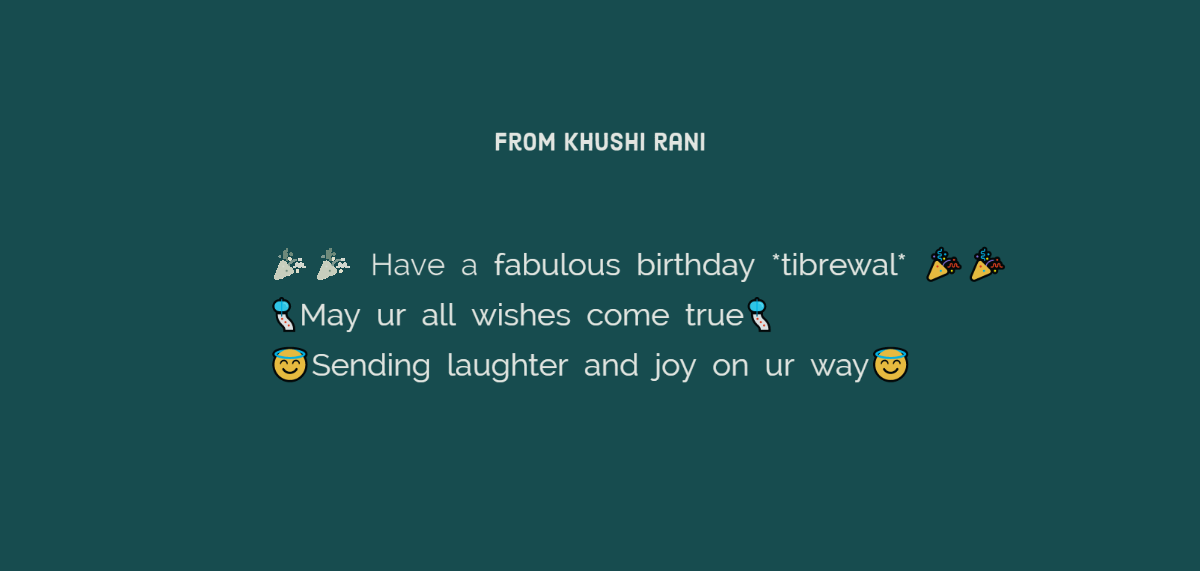 FROM KHUSHI RANI
🎉🎉 Have a fabulous birthday *tibrewal* 🎉🎉
May ur all wishes come true
😇Sending laughter and joy on ur way😇